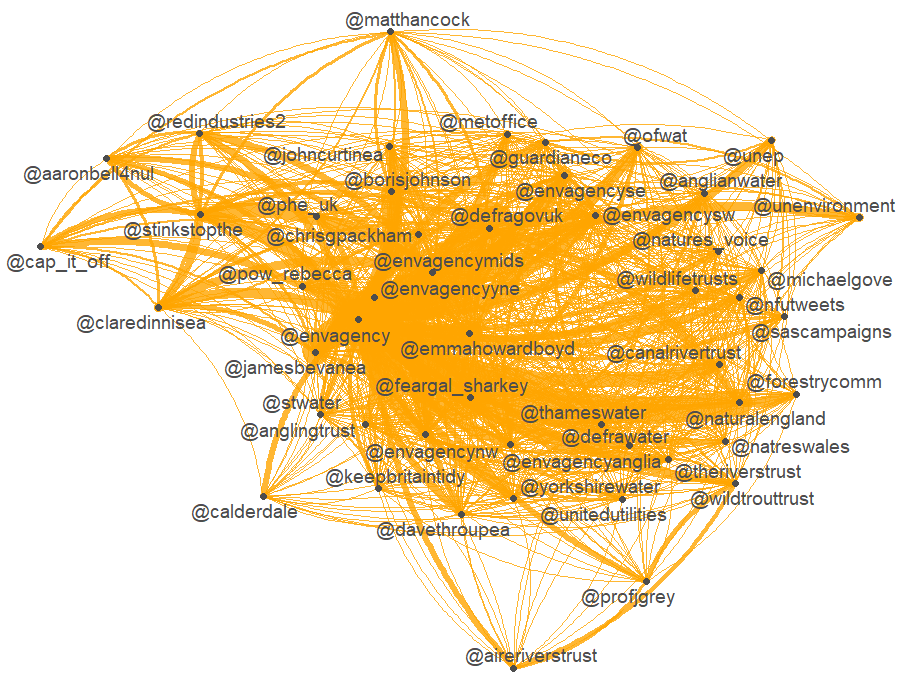 @matthancock
@redindustries2
@metoffice
@ofwat
@johncurtinea
@guardianeco
@unep
@aaronbell4nul
@borisjohnson
@envagencyse
@anglianwater
@phe_uk
@defragovuk
@envagencysw
@unenvironment
@stinkstopthe
@chrisgpackham
@natures_voice
@cap_it_off
@pow_rebecca
@envagencymids
@wildlifetrusts
@michaelgove
@envagencyyne
@nfutweets
@claredinnisea
@envagency
@sascampaigns
@emmahowardboyd
@canalrivertrust
@jamesbevanea
@feargal_sharkey
@forestrycomm
@stwater
@thameswater
@naturalengland
@anglingtrust
@defrawater
@natreswales
@envagencynw
@envagencyanglia
@theriverstrust
@keepbritaintidy
@yorkshirewater
@wildtrouttrust
@calderdale
@unitedutilities
@davethroupea
@profjgrey
@aireriverstrust